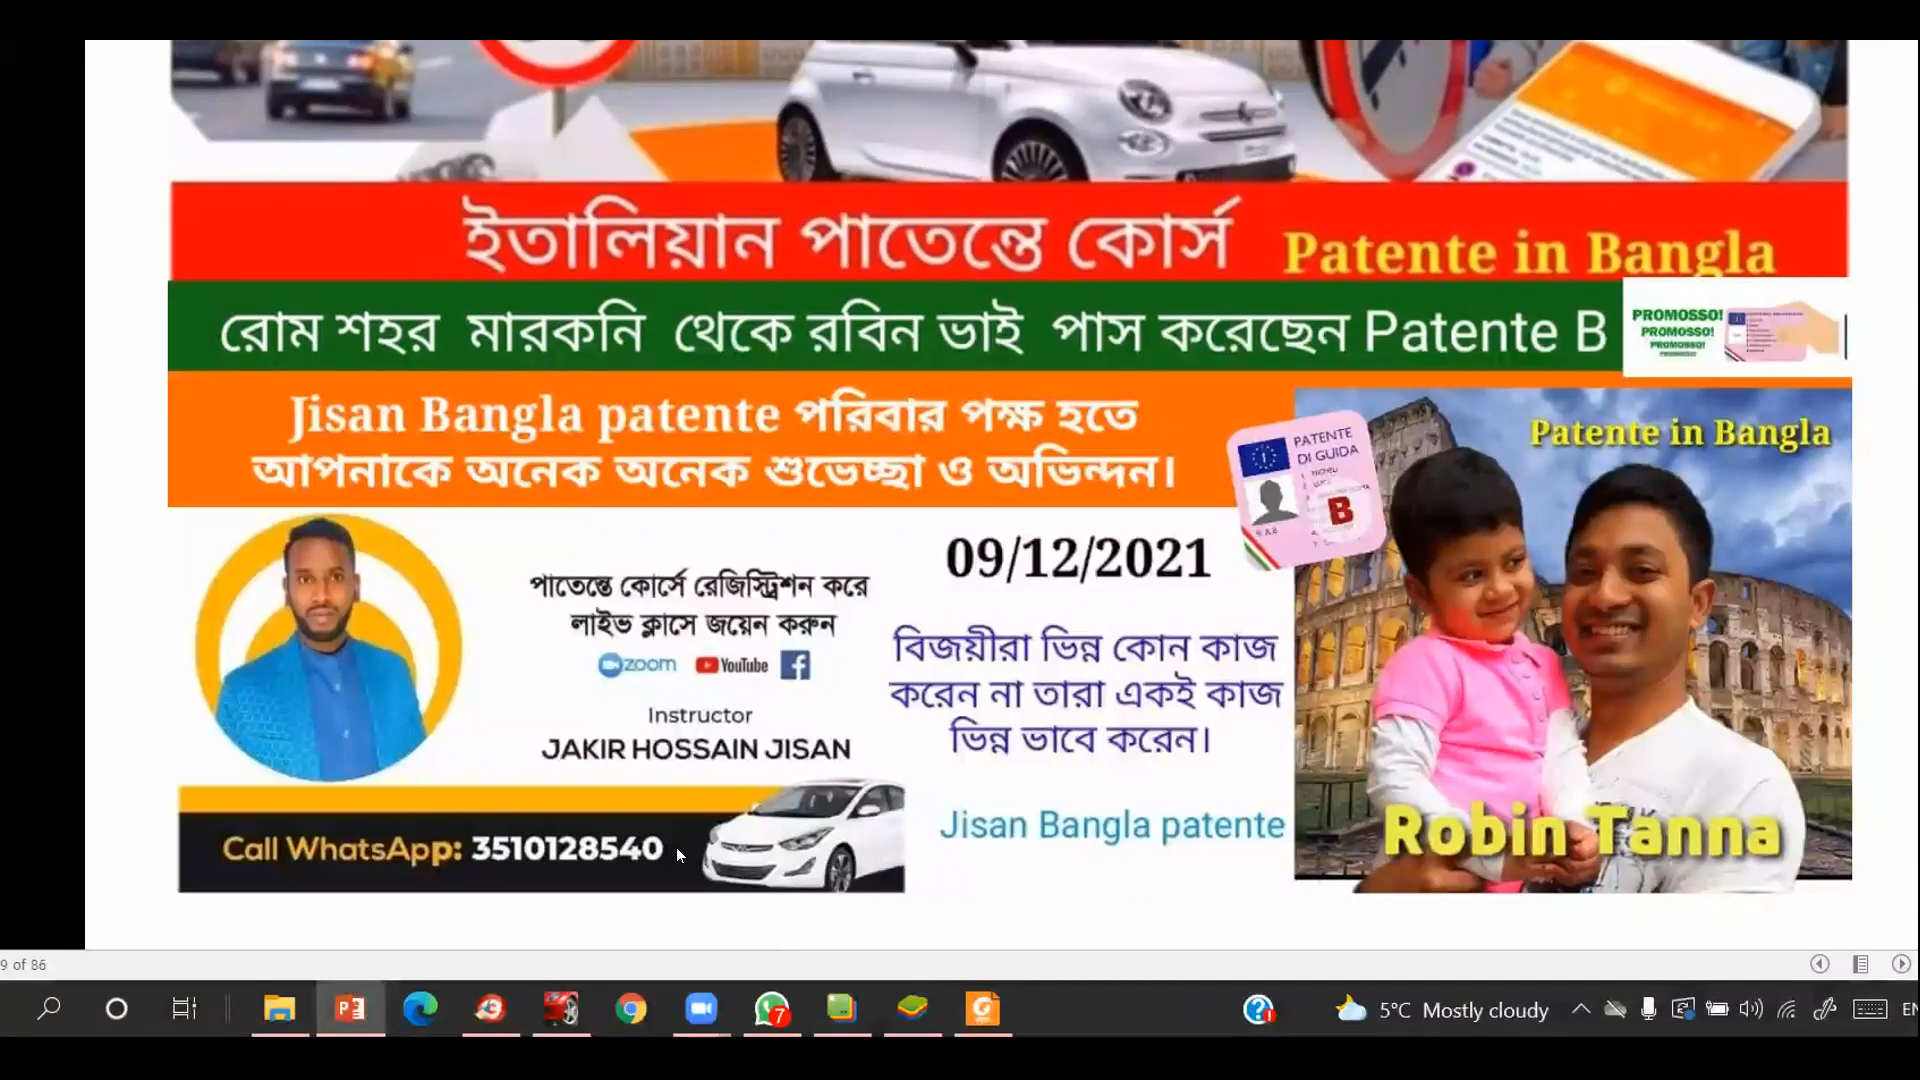 ইতালিয়ান পাতেন্তে কোর্স Patente in Bangla
রোম শহর মারকনি থেকে রবিন ভাই পাস করেছেন Patente B
PROMOSSO!
PROMOSSO!
PROMOSSO!
Jisan Bangla patente পরিবার পক্ষ হতে
আপনাকে অনেক অনেক শুভেচ্ছা ও অভিন্দন।
Patente in Bangla
PATENTE
DI GUIDA
B
09/12/2021
পাতেন্তে কোর্সে রেজিস্ট্রিশন করে
লাইভ ক্লাসে জয়েন করুন
zoom YouTube
Instructor
JAKIR HOSSAIN JISAN
বিজয়ীরা ভিন্ন কোন কাজ
করেন না তারা একই কাজ
ভিন্ন ভাবে করেন।
Call WhatsApp: 3510128540
Jisan Bangla patente
Robin Tanna
9 of 86
7
5°C Mostly cloudy